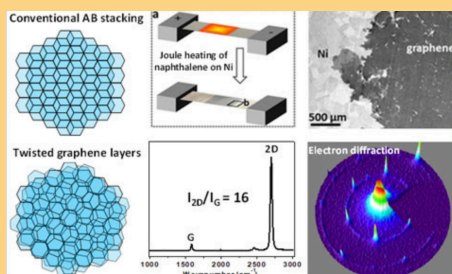 Conventional AB stacking
a
Joule heating of
naphthalene on Ni
b
Ni
graphene
500 μm
Twisted graphene layers
2D
I2D/IG = 16
G
1000 1500 2000 2500 3000
Electron diffraction